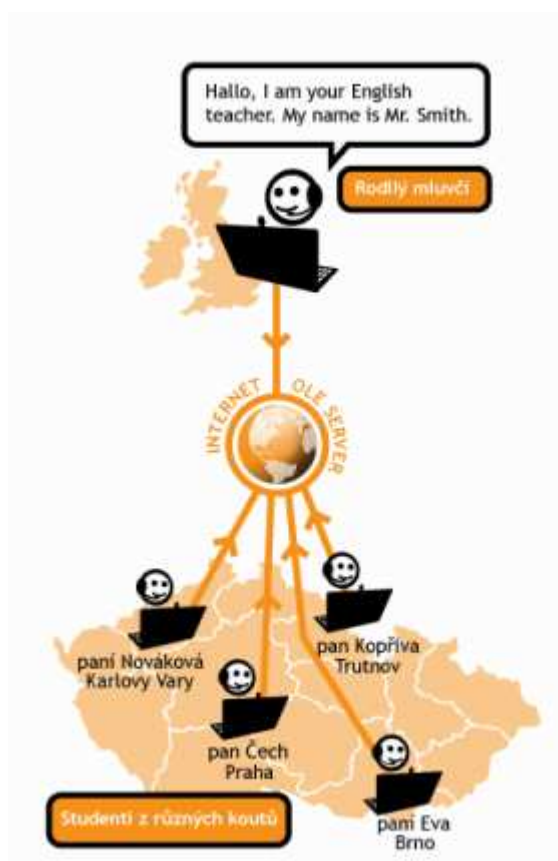 Hallo, I am your English
teacher. My name is Mr. Smith.
Rodilý mluvčí
INTERNET OLE SERVER
paní Nováková
Karlovy Vary
pan Kopřiva
Trutnov
pan Čech
Praha
paní Eva
Brno
Studenti z různých koutů